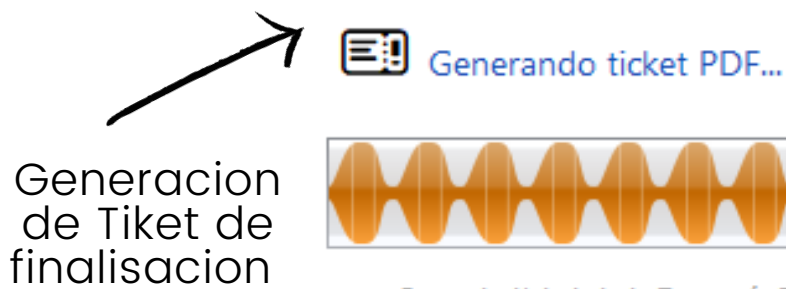 Generando ticket PDF...
Generacion
de Tiket de
finalisacion